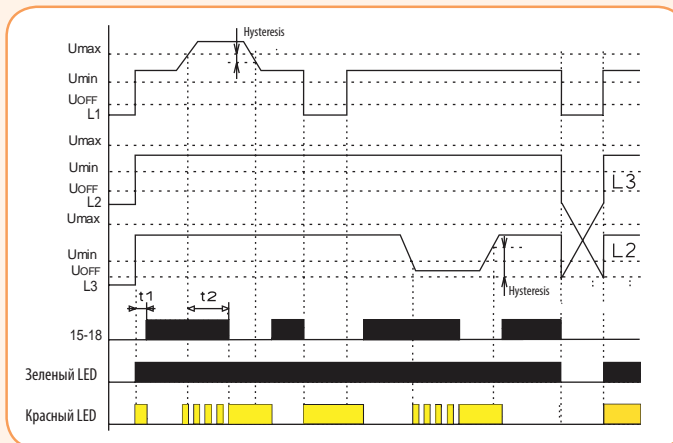 Hysteresis
Umax
Umin
UOFF
L1
Umax
Umin
UOFF
L2
L3
Umax
Umin
UOFF
L3
L2
Hysteresis
t1
t2
15-18
Зеленый LED
Красный LED